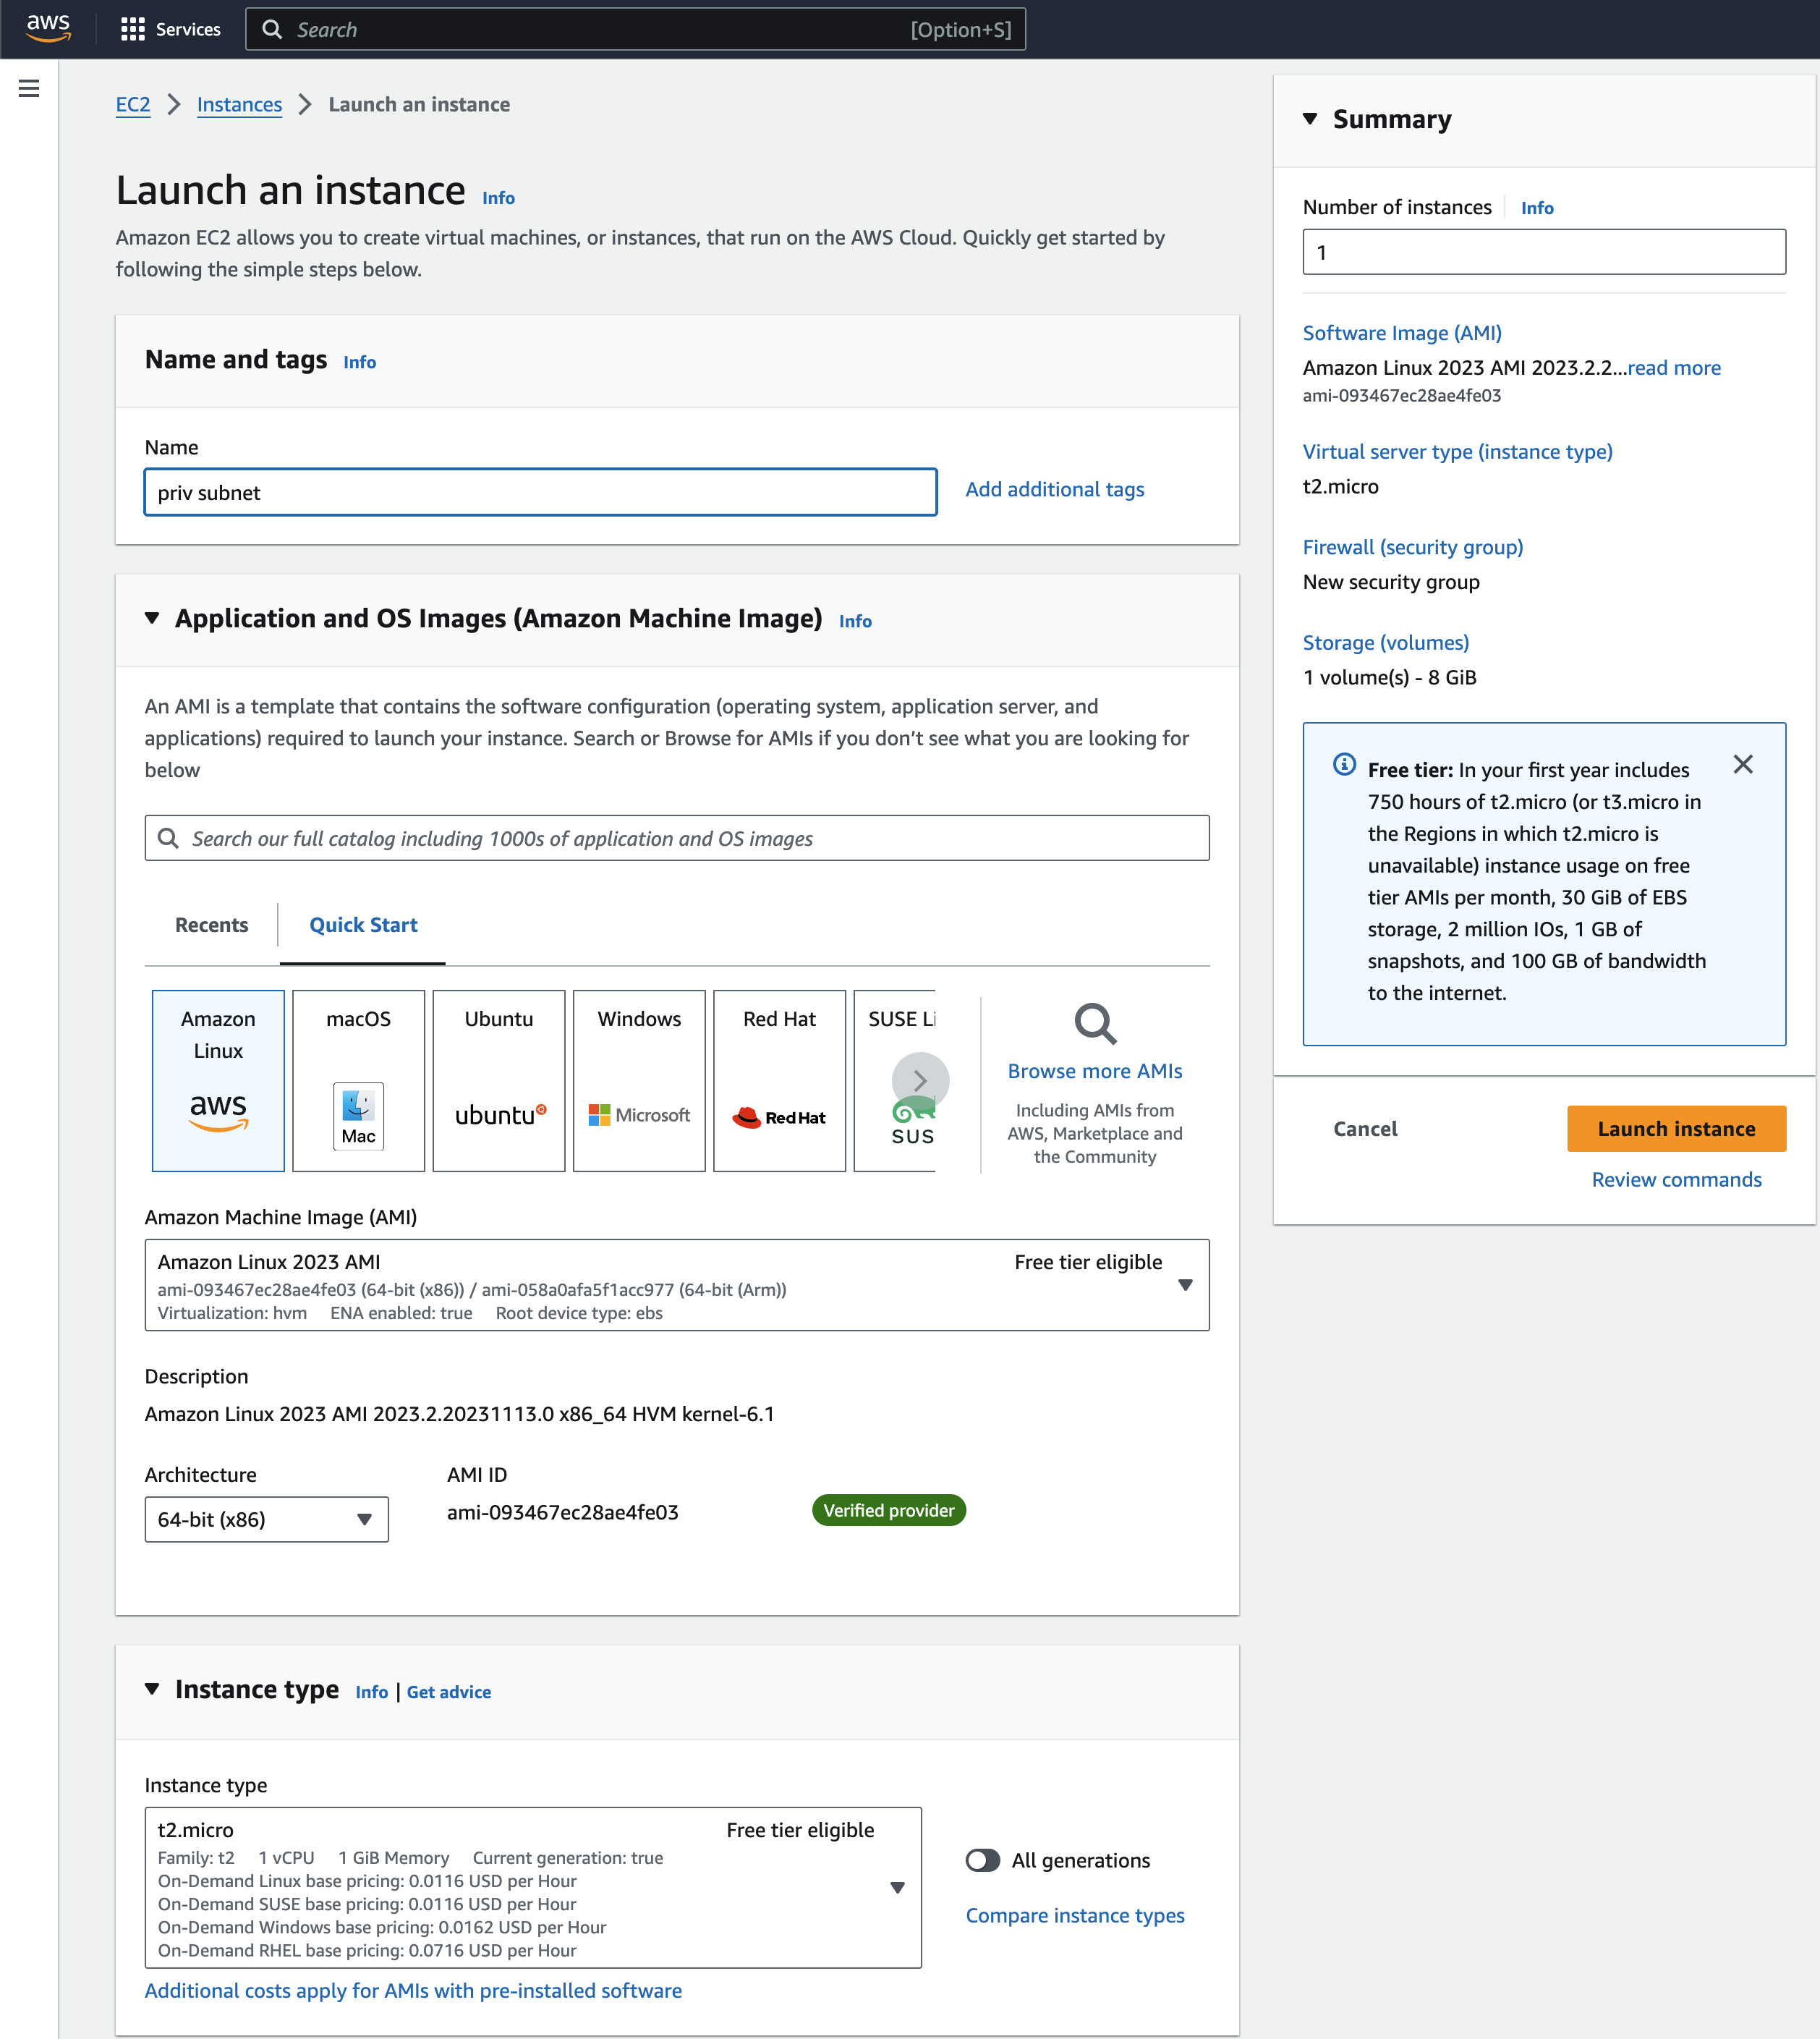 aws
Services
Search
[Option+S]
EC2 > Instances > Launch an instance
Launch an instance Info
Amazon EC2 allows you to create virtual machines, or instances, that run on the AWS Cloud. Quickly get started by
following the simple steps below.
Name and tags Info
Name
priv subnet
Add additional tags
Application and OS Images (Amazon Machine Image) Info
An AMI is a template that contains the software configuration (operating system, application server, and
applications) required to launch your instance. Search or Browse for AMIs if you don’t see what you are looking for
below
Search our full catalog including 1000s of application and OS images
Recents
Quick Start
Amazon
Linux
aws
macOS
Mac
Ubuntu
ubuntu
Windows
Microsoft
Red Hat
Red Hat
SUSE Li
SUS
Browse more AMIs
Including AMIs from
AWS, Marketplace and
the Community
Amazon Machine Image (AMI)
Amazon Linux 2023 AMI
Free tier eligible
ami-093467ec28ae4fe03 (64-bit (x86)) / ami-058a0afa5f1acc977 (64-bit (Arm))
Virtualization: hvm ENA enabled: true Root device type: ebs
Description
Amazon Linux 2023 AMI 2023.2.20231113.0 x86_64 HVM kernel-6.1
Architecture
64-bit (x86)
AMI ID
ami-093467ec28ae4fe03
Verified provider
Instance type Info | Get advice
Instance type
t2.micro
Free tier eligible
Family: t2 1 vCPU 1 GiB Memory Current generation: true
On-Demand Linux base pricing: 0.0116 USD per Hour
On-Demand SUSE base pricing: 0.0116 USD per Hour
On-Demand Windows base pricing: 0.0162 USD per Hour
On-Demand RHEL base pricing: 0.0716 USD per Hour
All generations
Compare instance types
Additional costs apply for AMIs with pre-installed software
Summary
Number of instances Info
1
Software Image (AMI)
Amazon Linux 2023 AMI 2023.2.2...read more
ami-093467ec28ae4fe03
Virtual server type (instance type)
t2.micro
Firewall (security group)
New security group
Storage (volumes)
1 volume(s) - 8 GiB
Free tier: In your first year includes
750 hours of t2.micro (or t3.micro in
the Regions in which t2.micro is
unavailable) instance usage on free
tier AMIs per month, 30 GiB of EBS
storage, 2 million IOs, 1 GB of
snapshots, and 100 GB of bandwidth
to the internet.
Cancel
Launch instance
Review commands